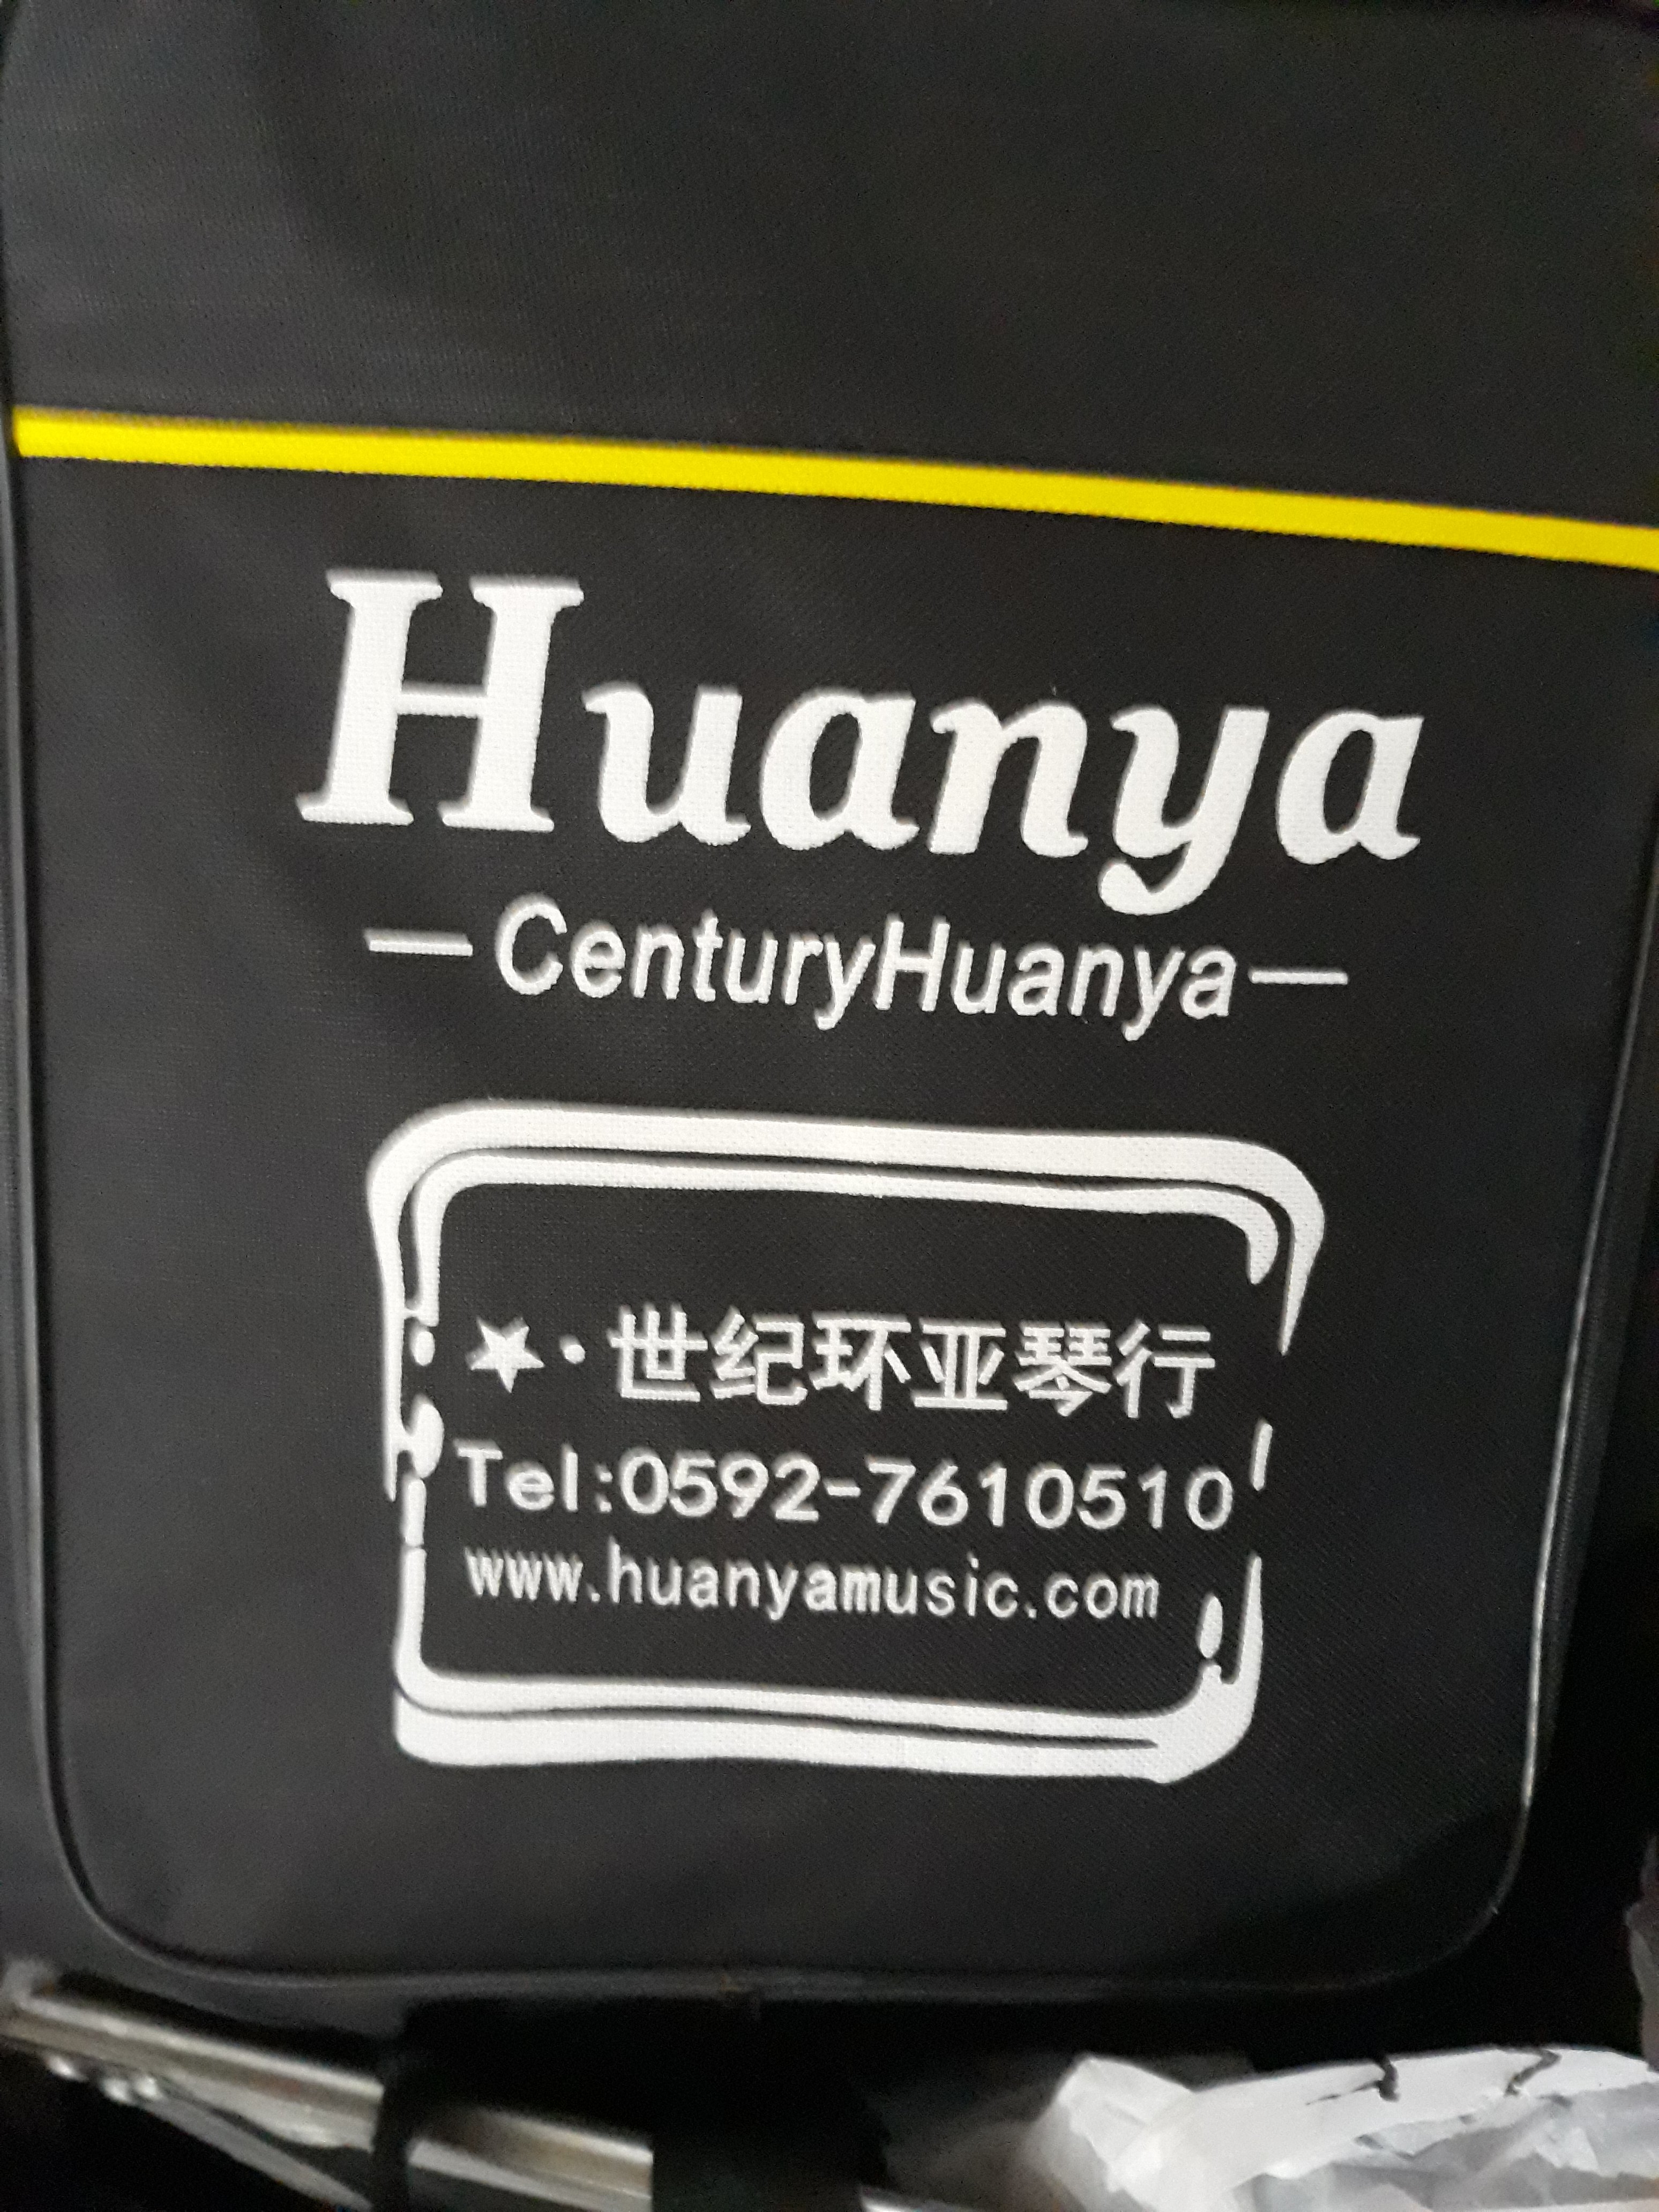 Huanya
—CenturyHuanya—
★·世纪环亚琴行
Tel:0592-7610510
www.huanyamusic.com